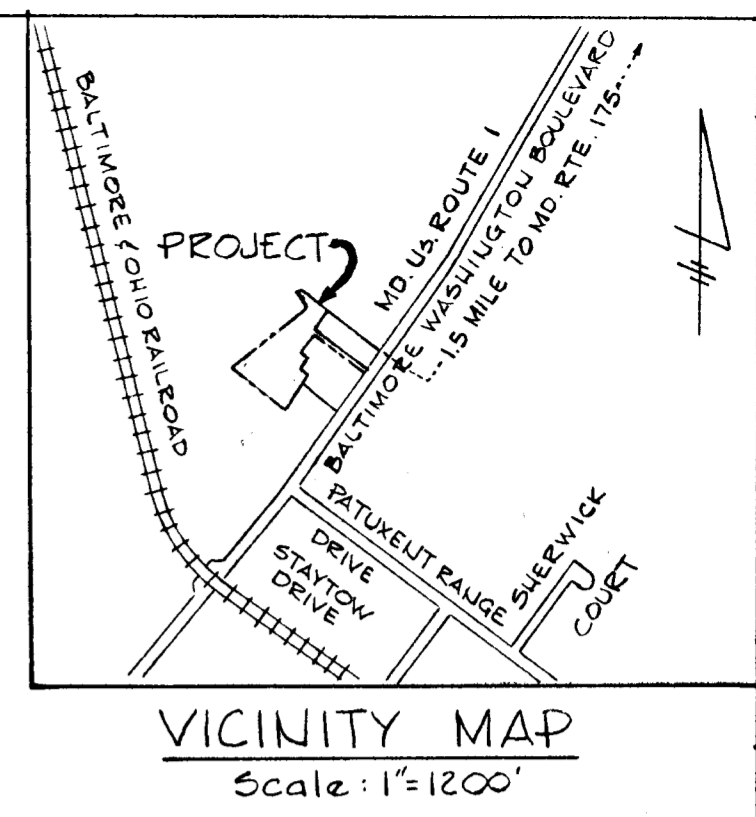 BALTIMORE & OHIO RAILROAD
PROJECT
MD. US. ROUTE 1
BALTIMORE WASHINGTON BOULEVARD
1.5 MILE TO MD. RTE. 175
PATUXENT RANGE
DRIVE
STAYTOW
DRIVE
SHERWICK
COURT
VICINITY MAP
Scale: 1"=1200'